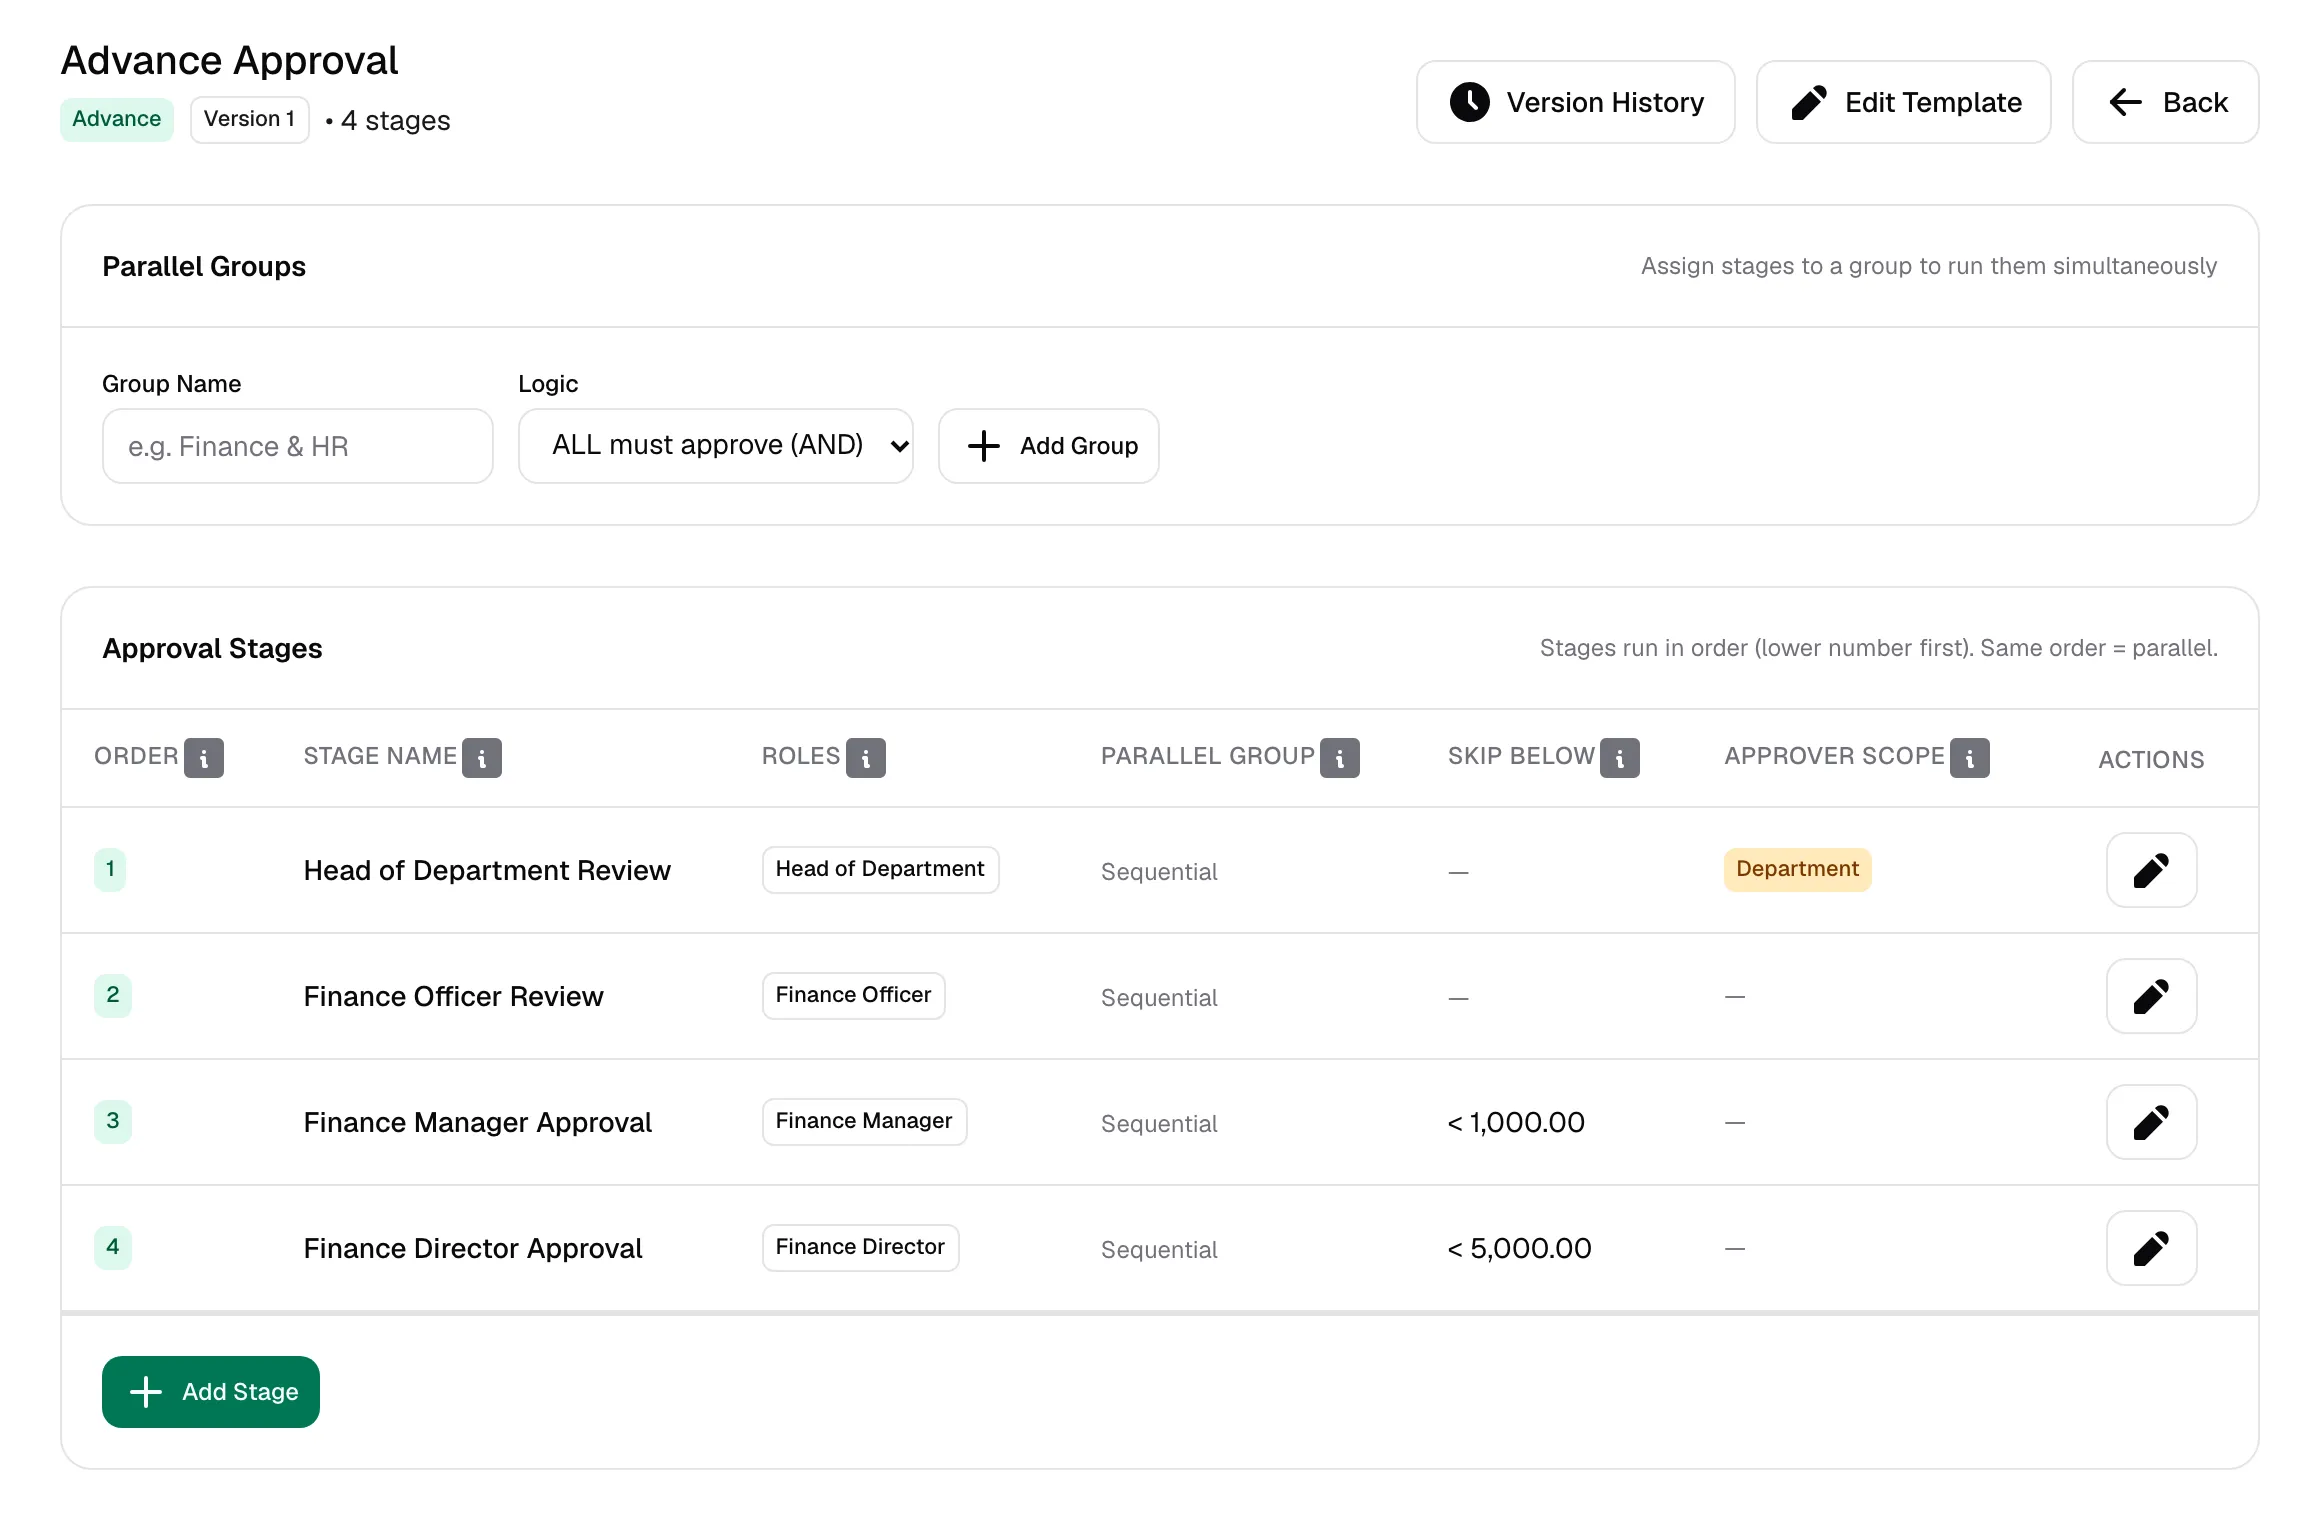 Advance Approval
Advance Version 1 • 4 stages
Version History Edit Template Back
Parallel Groups Assign stages to a group to run them simultaneously
Group Name Logic
e.g. Finance & HR ALL must approve (AND) Add Group
Approval Stages Stages run in order (lower number first). Same order = parallel.
ORDER i STAGE NAME i ROLES i PARALLEL GROUP i SKIP BELOW i APPROVER SCOPE i ACTIONS
1 Head of Department Review Head of Department Sequential — Department
2 Finance Officer Review Finance Officer Sequential — —
3 Finance Manager Approval Finance Manager Sequential < 1,000.00 —
4 Finance Director Approval Finance Director Sequential < 5,000.00 —
Add Stage